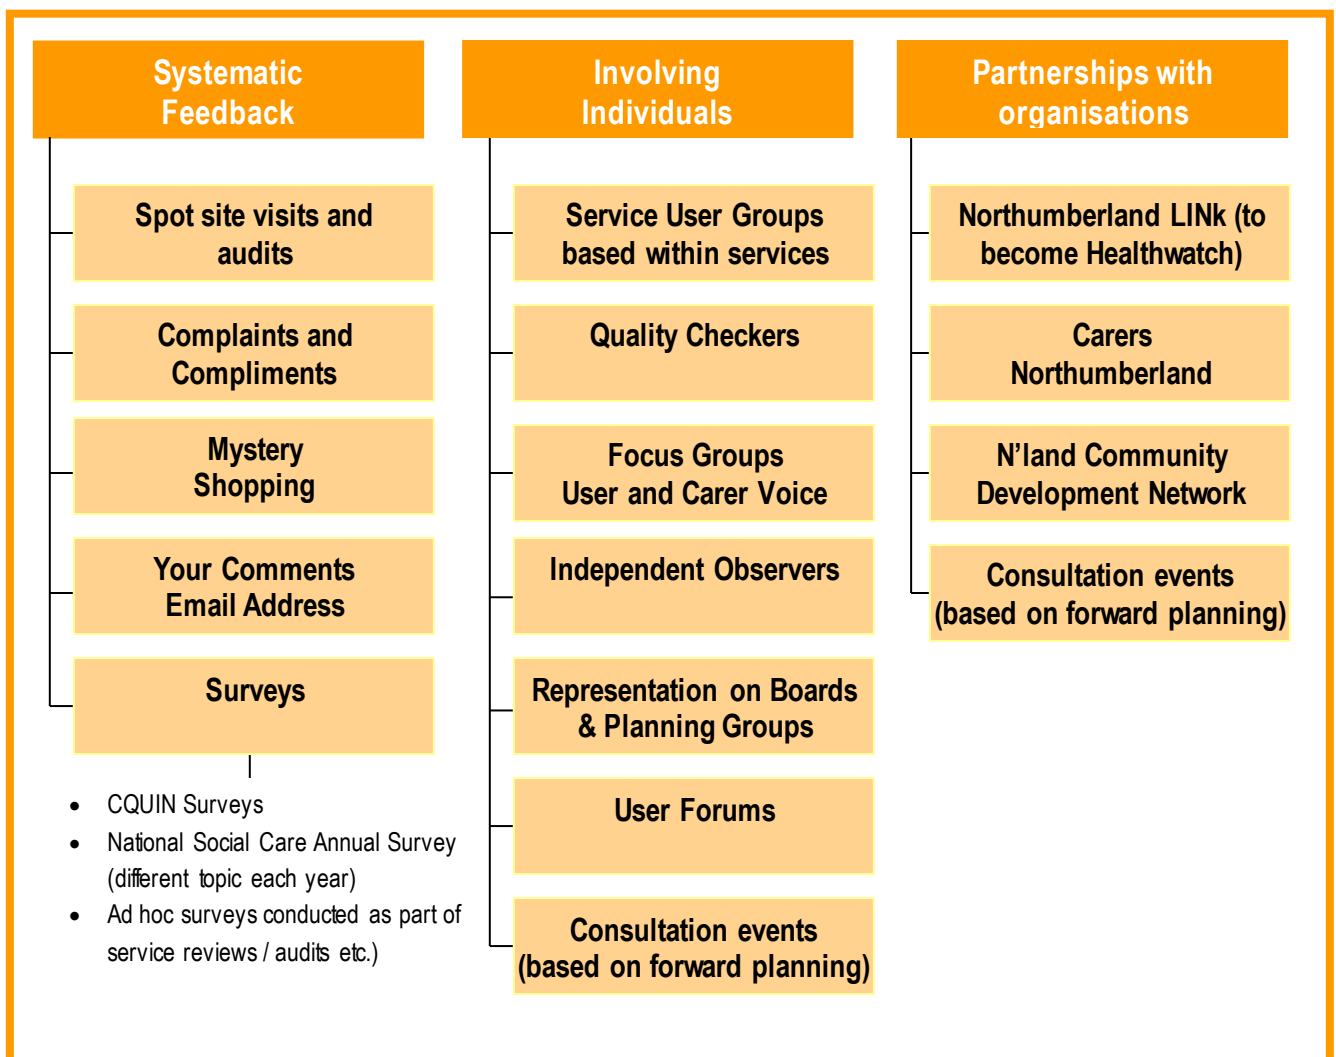 Systematic
Feedback
Spot site visits and
audits
Complaints and
Compliments
Mystery
Shopping
Your Comments
Email Address
Surveys
• CQUIN Surveys
• National Social Care Annual Survey
(different topic each year)
• Ad hoc surveys conducted as part of
service reviews / audits etc.)
Involving
Individuals
Service User Groups
based within services
Quality Checkers
Focus Groups
User and Carer Voice
Independent Observers
Representation on Boards
& Planning Groups
User Forums
Consultation events
(based on forward planning)
Partnerships with
organisations
Northumberland LINk (to
become Healthwatch)
Carers
Northumberland
N’land Community
Development Network
Consultation events
(based on forward planning)